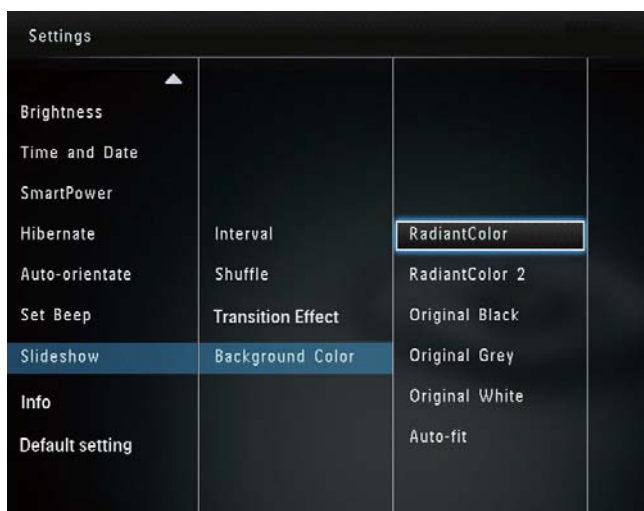 Settings
Brightness
Time and Date
SmartPower
Hibernate
Auto-orientate
Set Beep
Slideshow
Info
Default setting
Interval
Shuffle
Transition Effect
Background Color
RadiantColor
RadiantColor 2
Original Black
Original Grey
Original White
Auto-fit